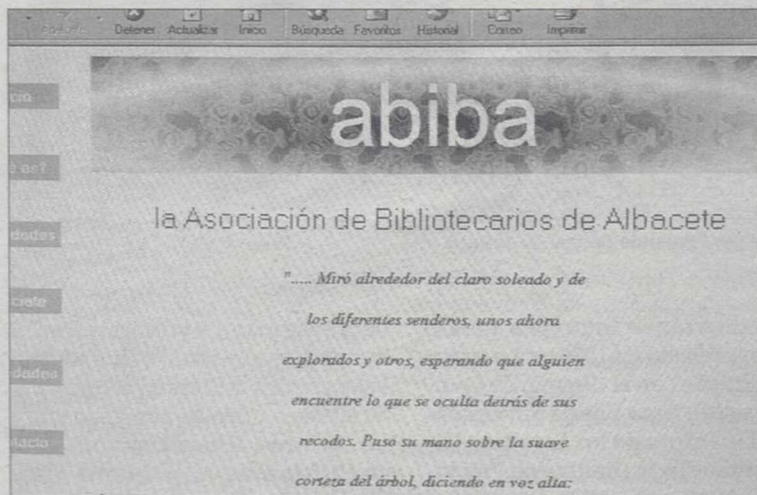 Detener Actualizar Inicio Búsqueda Favoritos Historial Correo Imprimir
abiba
la Asociación de Bibliotecarios de Albacete
"..... Miró alrededor del claro soleado y de
los diferentes senderos, unos ahora
explorados y otros, esperando que alguien
encuentre lo que se oculta detrás de sus
recodos. Puso su mano sobre la suave
corteza del árbol, diciendo en voz alta: